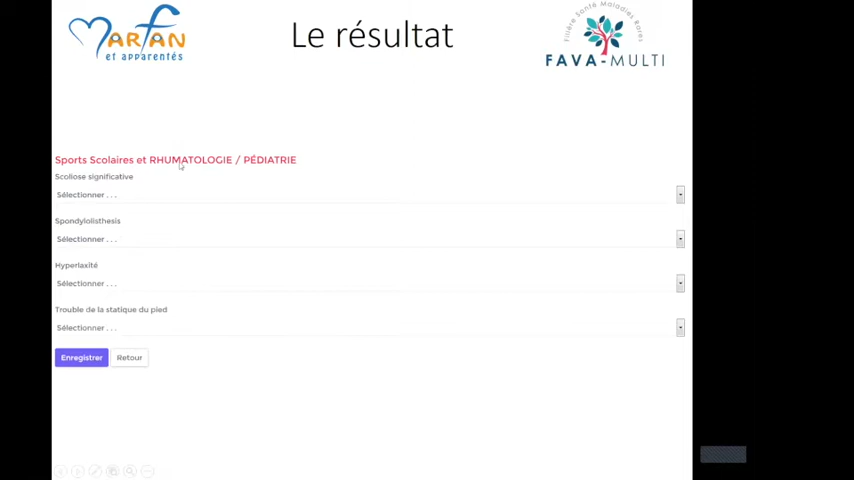 Marfan
et apparentés
Le résultat
Filière Santé Maladies Rares
FAVA-MULTI
Sports Scolaires et RHUMATOLOGIE / PÉDIATRIE
Scoliose significative
Sélectionner . . .
Spondylolisthesis
Sélectionner . . .
Hyperlaxité
Sélectionner . . .
Trouble de la statique du pied
Sélectionner . . .
Enregistrer
Retour